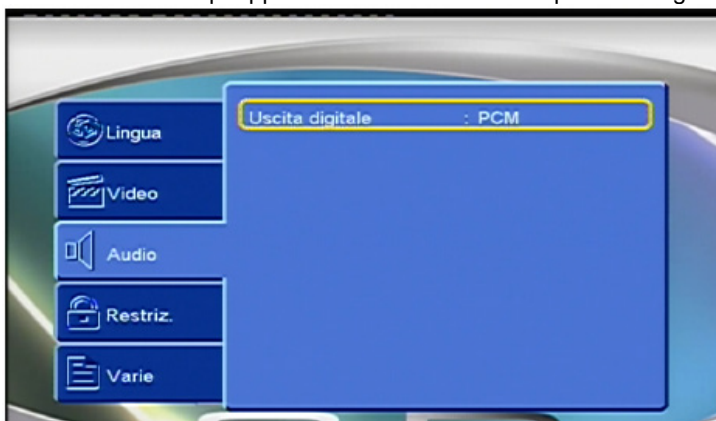 Lingua
Uscita digitale : PCM
Video
Audio
Restriz.
Varie